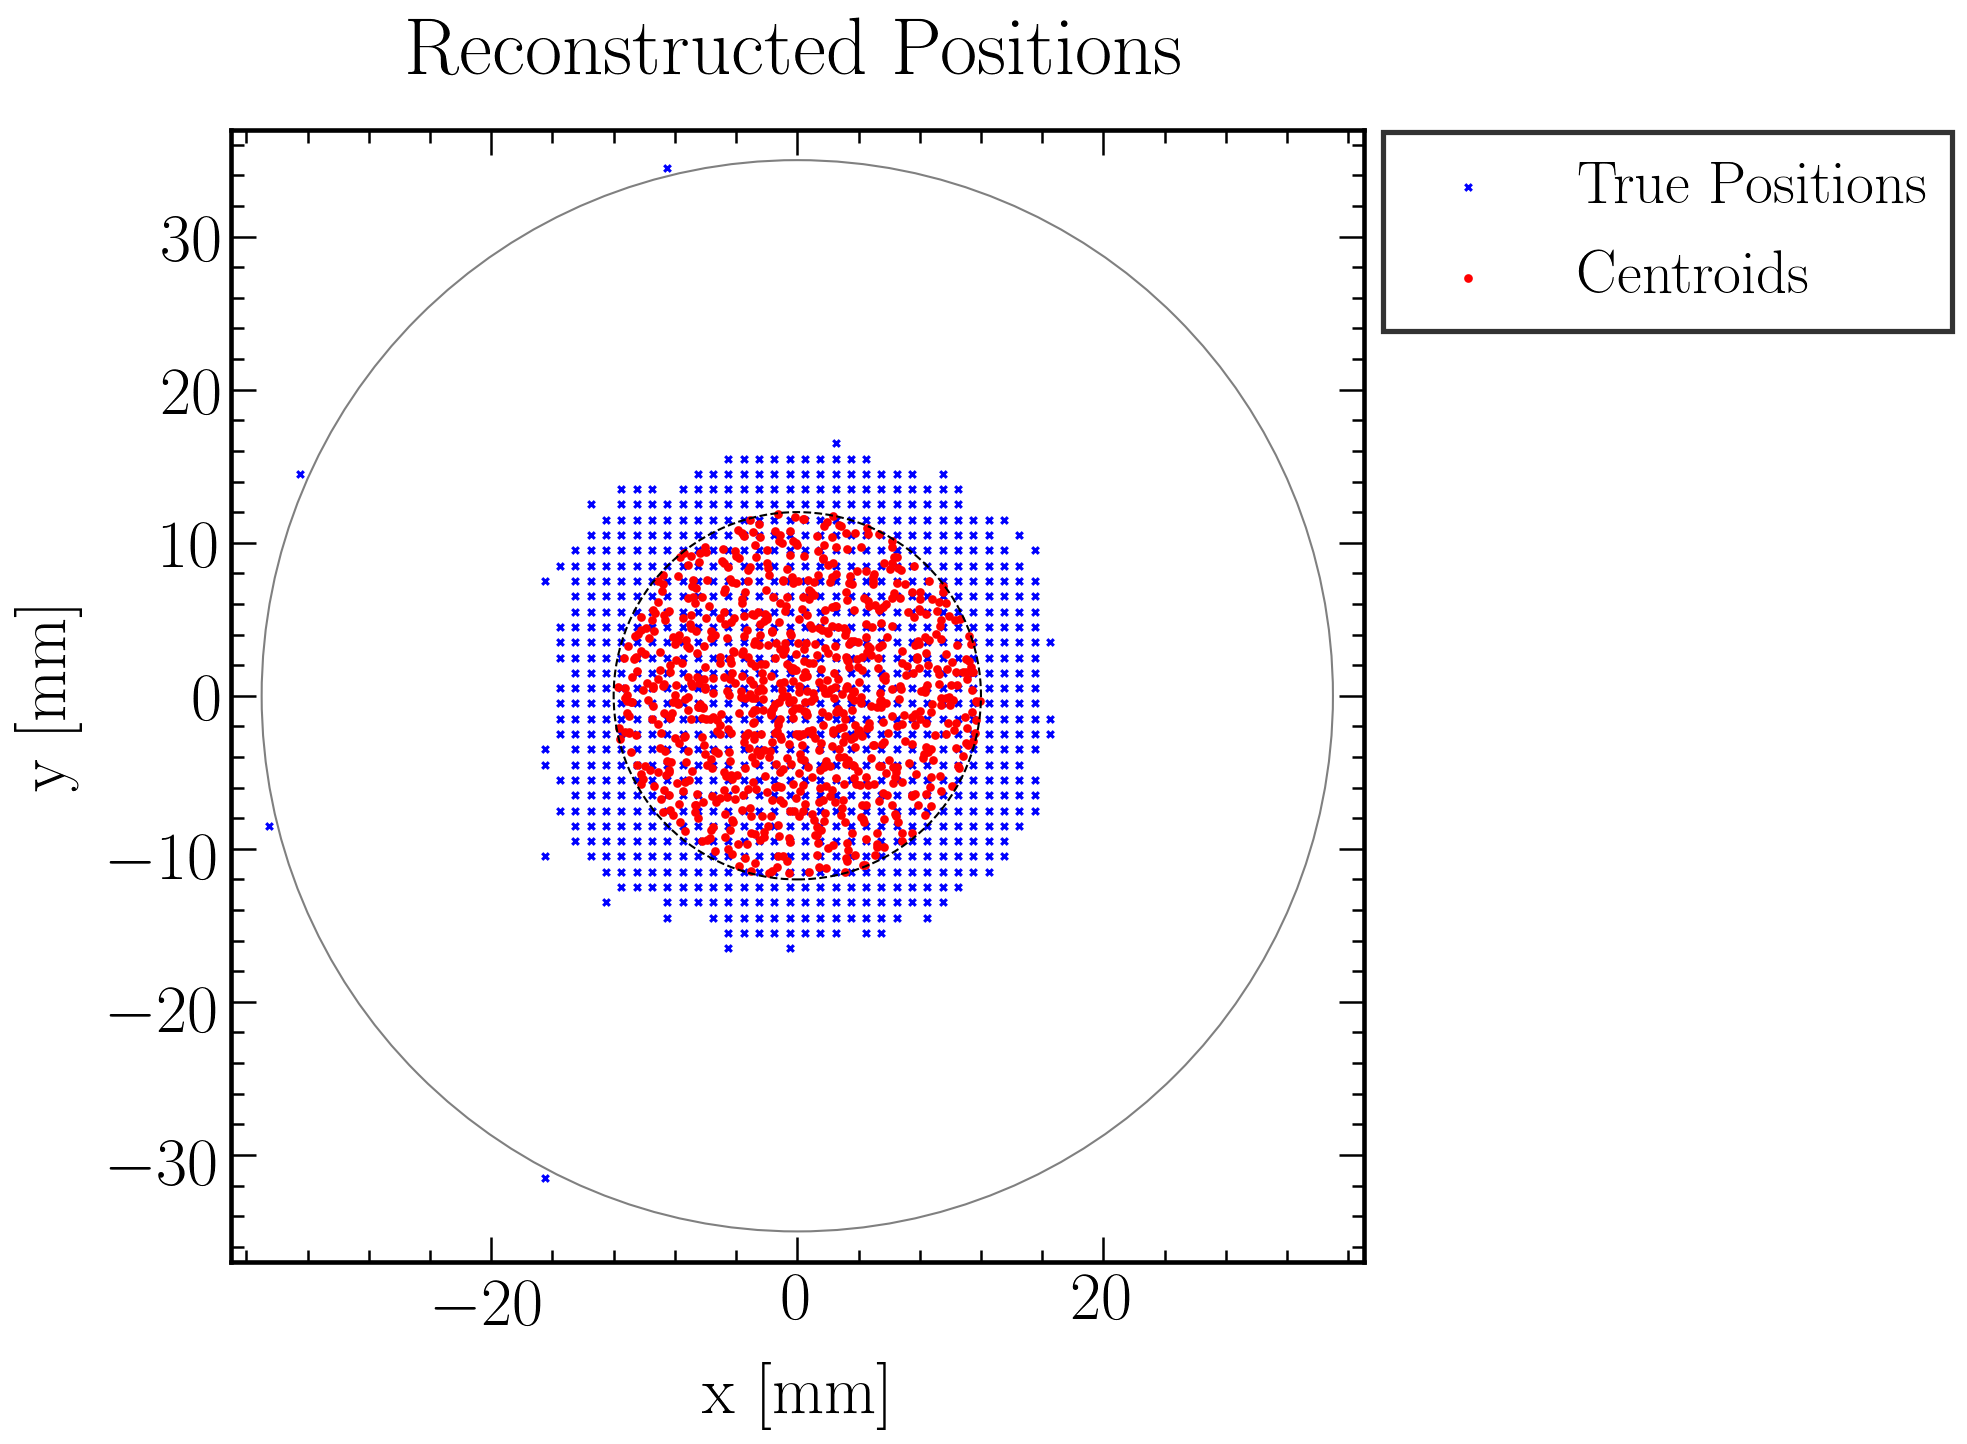 Reconstructed Positions
True Positions
Centroids
30
20
10
0
−10
−20
−30
y [mm]
−20
0
20
x [mm]